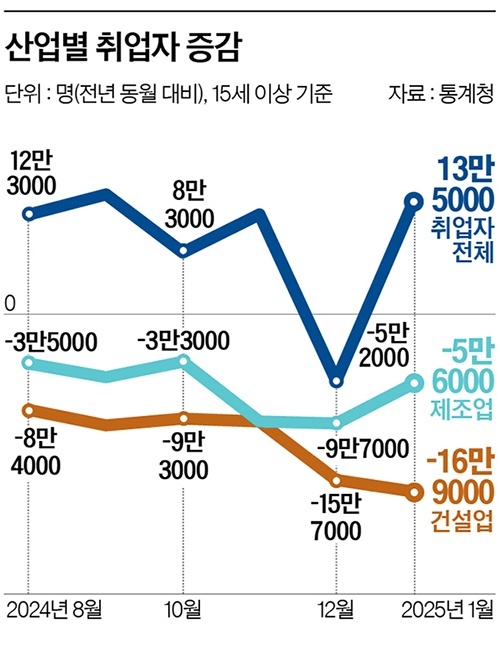 산업별 취업자 증감
단위 : 명(전년 동월 대비), 15세 이상 기준
자료 : 통계청
12만
3000
8만
3000
13만
5000
취업자
전체
0
-5만
2000
-3만5000
-3만3000
-5만
6000
제조업
-8만
4000
-9만
3000
-9만7000
-15만
7000
-16만
9000
건설업
2024년 8월
10월
12월
2025년 1월